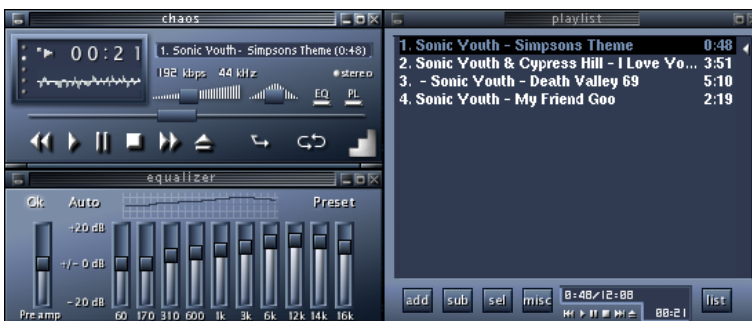 chaos
00:21
1. Sonic Youth - Simpsons Theme (0:48)
192 kbps 44 kHz
stereo
EQ PL
equalizer
Ok Auto Preset
+20 dB
+/- 0 dB
-20 dB
Preamp 60 170 310 600 1k 3k 6k 12k 14k 16k
playlist
1. Sonic Youth - Simpsons Theme 0:48
2. Sonic Youth & Cypress Hill - I Love Yo... 3:51
3. - Sonic Youth - Death Valley 69 5:10
4. Sonic Youth - My Friend Goo 2:19
add sub sel misc 0:48/12:08 list
00:21